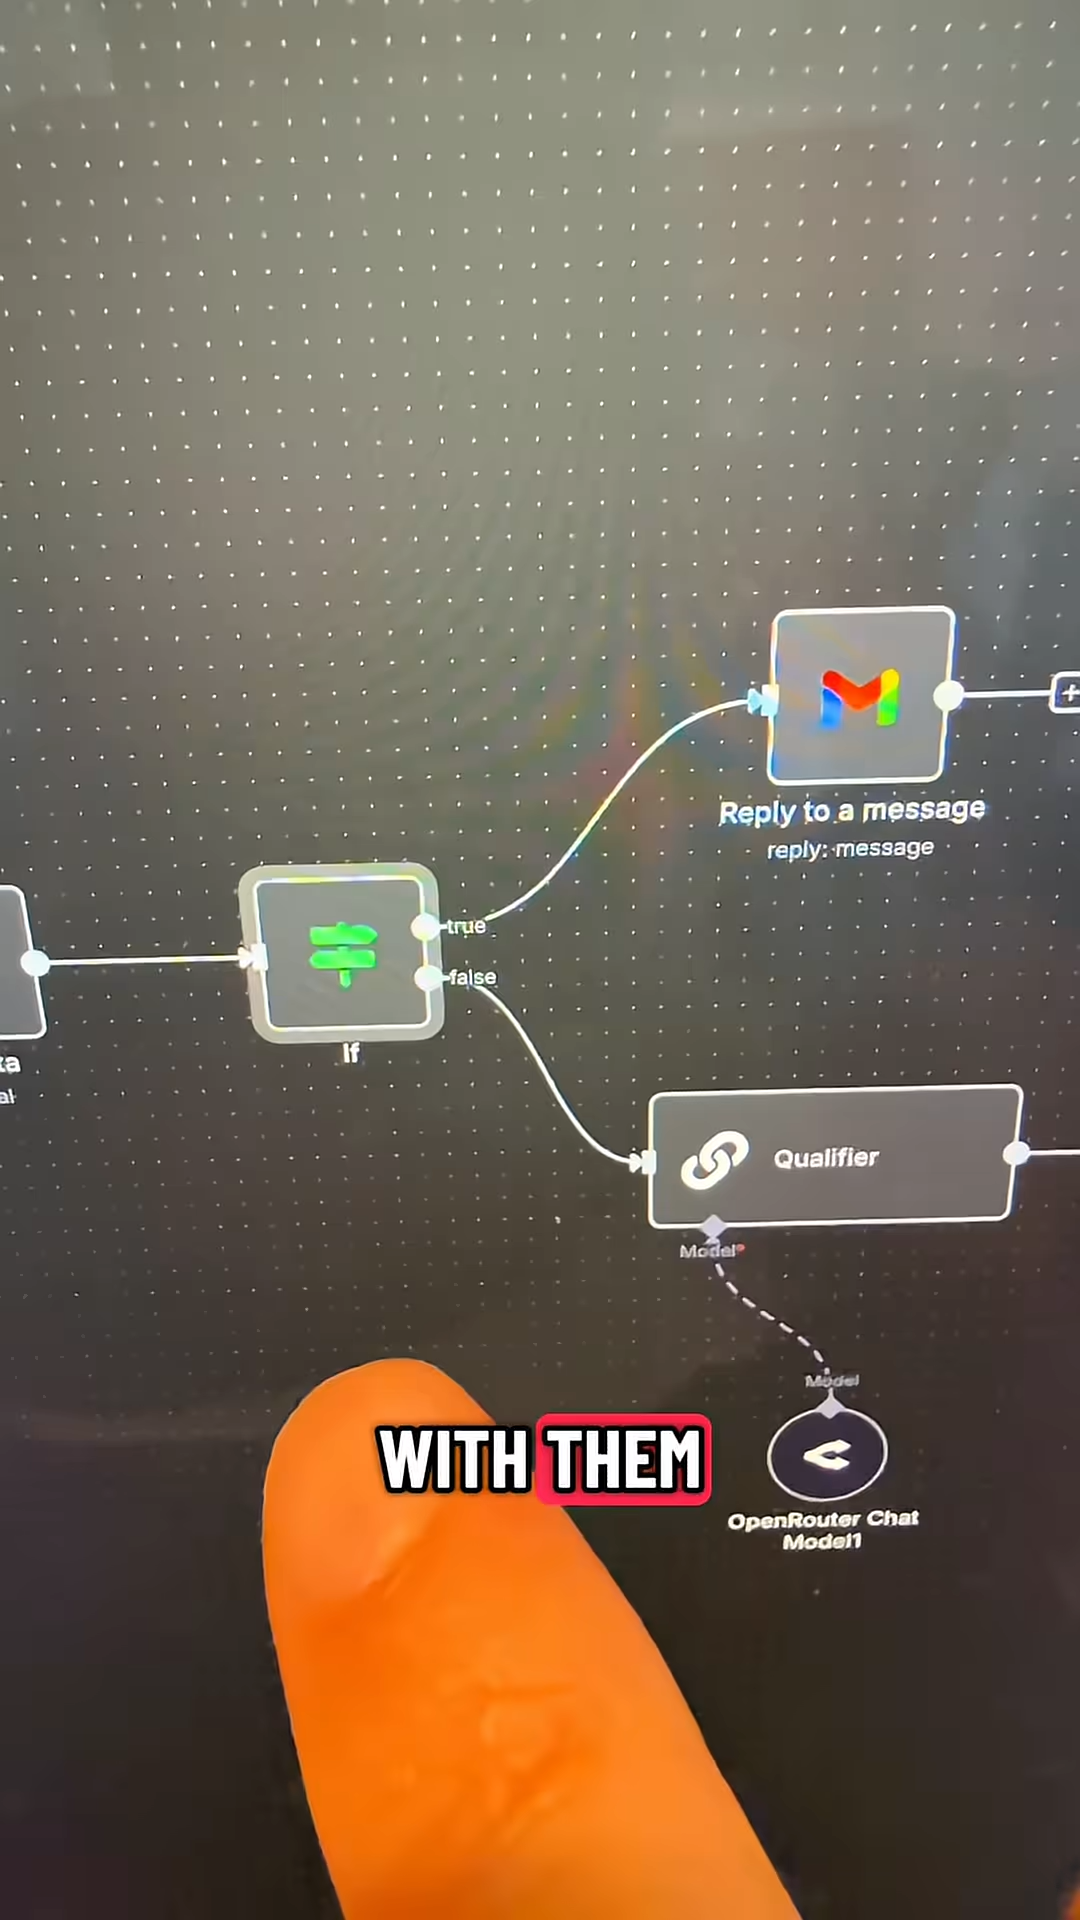 Reply to a message
reply: message
true
false
If
Qualifier
Model*
Model
WITH THEM
OpenRouter Chat
Model1